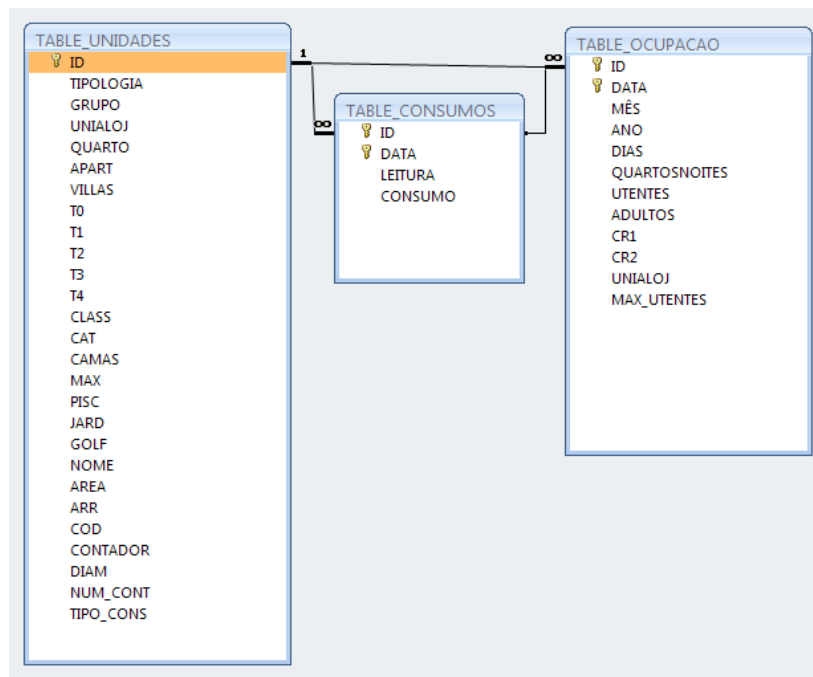 TABLE_UNIDADES
ID
TIPOLOGIA
GRUPO
UNIALOJ
QUARTO
APART
VILLAS
T0
T1
T2
T3
T4
CLASS
CAT
CAMAS
MAX
PISC
JARD
GOLF
NOME
AREA
ARR
COD
CONTADOR
DIAM
NUM_CONT
TIPO_CONS
1
∞
TABLE_CONSUMOS
ID
DATA
LEITURA
CONSUMO
∞
TABLE_OCUPACAO
ID
DATA
MÊS
ANO
DIAS
QUARTOSNOITES
UTENTES
ADULTOS
CR1
CR2
UNIALOJ
MAX_UTENTES